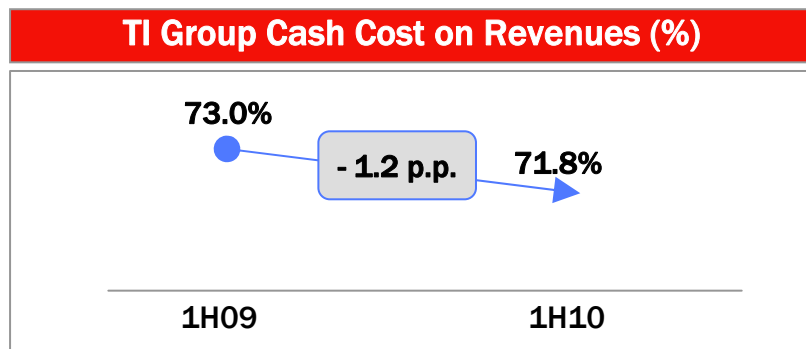 TI Group Cash Cost on Revenues (%)
73.0%
- 1.2 p.p.
71.8%
1H09
1H10